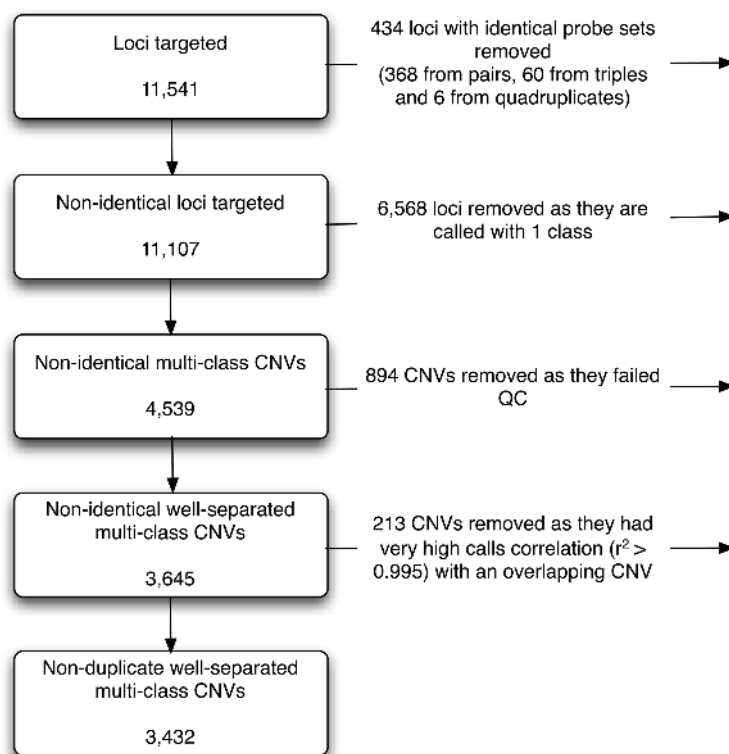 Loci targeted
11,541
434 loci with identical probe sets
removed
(368 from pairs, 60 from triples
and 6 from quadruplicates)
Non-identical loci targeted
11,107
6,568 loci removed as they are
called with 1 class
Non-identical multi-class CNVs
4,539
894 CNVs removed as they failed
QC
Non-identical well-separated
multi-class CNVs
3,645
213 CNVs removed as they had
very high calls correlation (r² >
0.995) with an overlapping CNV
Non-duplicate well-separated
multi-class CNVs
3,432